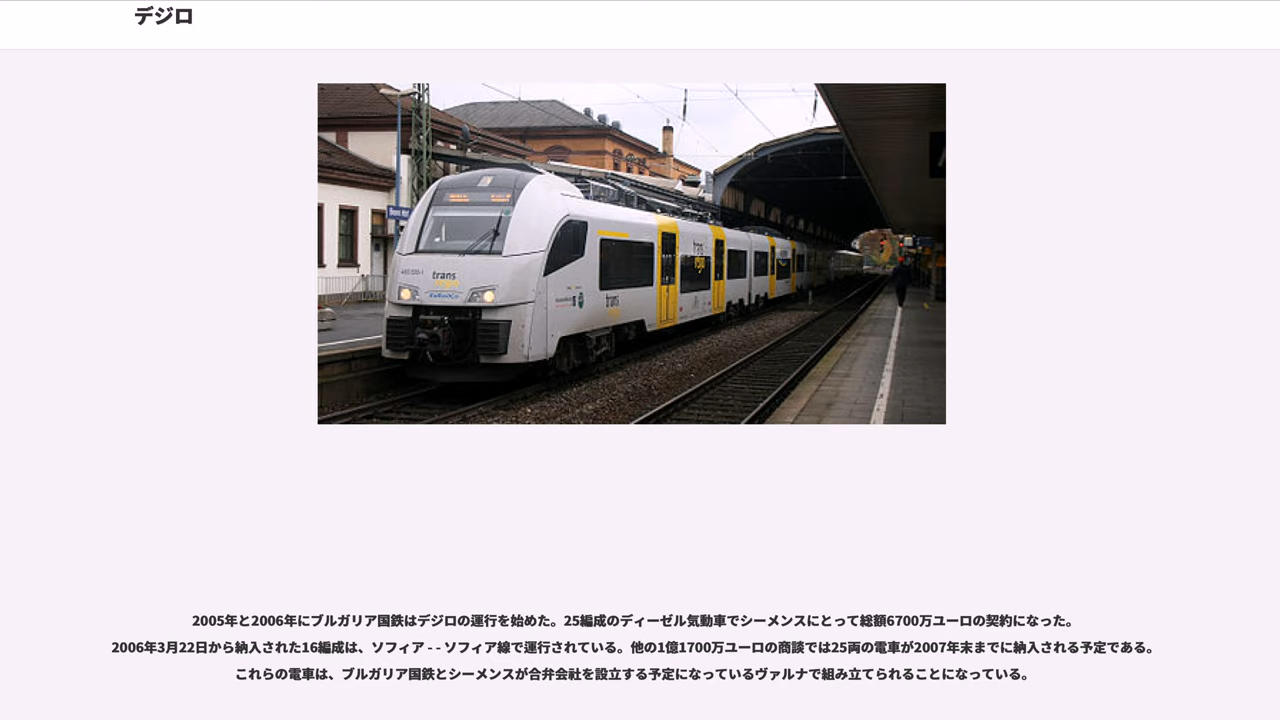 デジロ
trans
regio
trans
2005年と2006年にブルガリア国鉄はデジロの運行を始めた。25編成のディーゼル気動車でシーメンスにとって総額6700万ユーロの契約になった。
2006年3月22日から納入された16編成は、ソフィア - - ソフィア線で運行されている。他の1億1700万ユーロの商談では25両の電車が2007年末までに納入される予定である。
これらの電車は、ブルガリア国鉄とシーメンスが合弁会社を設立する予定になっているヴァルナで組み立てられることになっている。